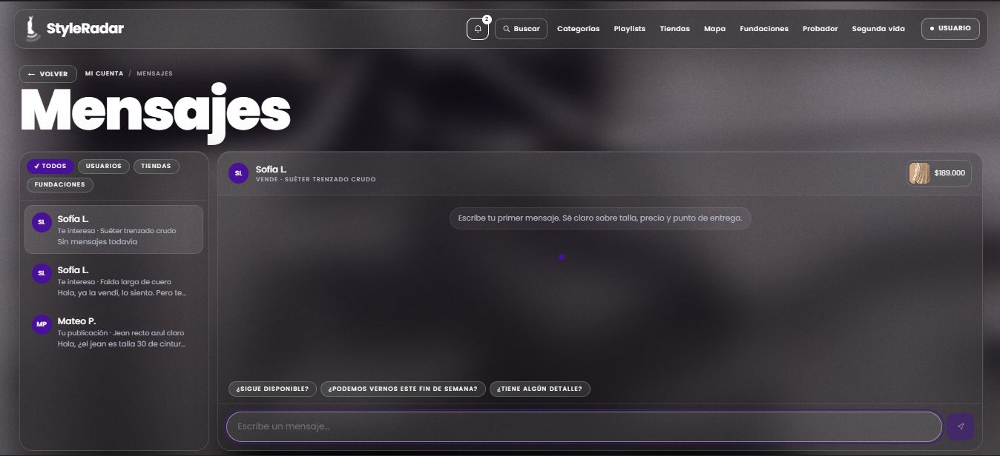 StyleRadar
2
Buscar
Categorías
Playlists
Tiendas
Mapa
Fundaciones
Probador
Segunda vida
USUARIO
← VOLVER
MI CUENTA / MENSAJES
Mensajes
✓ TODOS
USUARIOS
TIENDAS
FUNDACIONES
SL
Sofía L.
Te interesa · Suéter trenzado crudo
Sin mensajes todavía
SL
Sofía L.
Te interesa · Falda larga de cuero
Hola, ya la vendí, lo siento. Pero te...
MP
Mateo P.
Tu publicación · Jean recto azul claro
Hola, ¿el jean es talla 30 de cintur...
SL
Sofía L.
VENDE · SUÉTER TRENZADO CRUDO
$189.000
Escribe tu primer mensaje. Sé claro sobre talla, precio y punto de entrega.
¿SIGUE DISPONIBLE?
¿PODEMOS VERNOS ESTE FIN DE SEMANA?
¿TIENE ALGÚN DETALLE?
Escribe un mensaje...